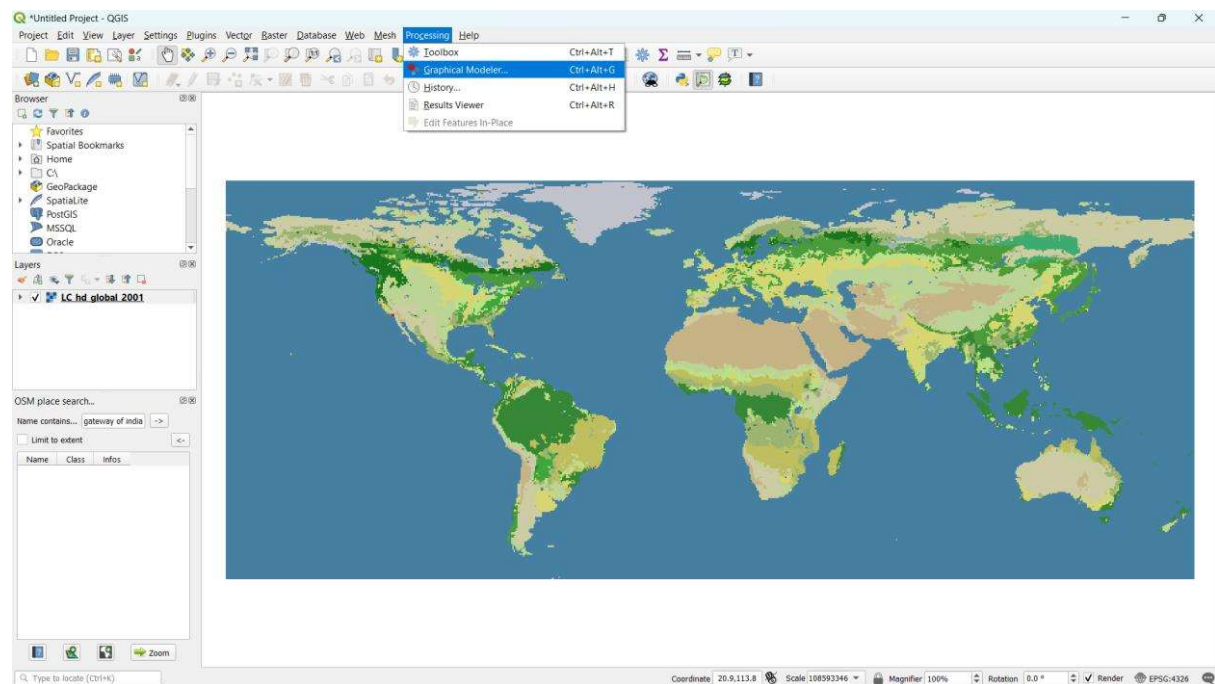 *Untitled Project - QGIS
Project Edit View Layer Settings Plugins Vector Raster Database Web Mesh Processing Help
Toolbox Ctrl+Alt+T
Graphical Modeler... Ctrl+Alt+G
History... Ctrl+Alt+H
Results Viewer Ctrl+Alt+R
Edit Features In-Place
Browser
Favorites
Spatial Bookmarks
Home
C:\
GeoPackage
SpatiaLite
PostGIS
MSSQL
Oracle
Layers
LC_hd_global_2001
OSM place search...
Name contains... gateway of india ->
Limit to extent <-
Name Class Infos
Zoom
Type to locate (Ctrl+K)
Coordinate 20.9,113.8 Scale 108593346 Magnifier 100% Rotation 0.0 ° Render EPSG:4326